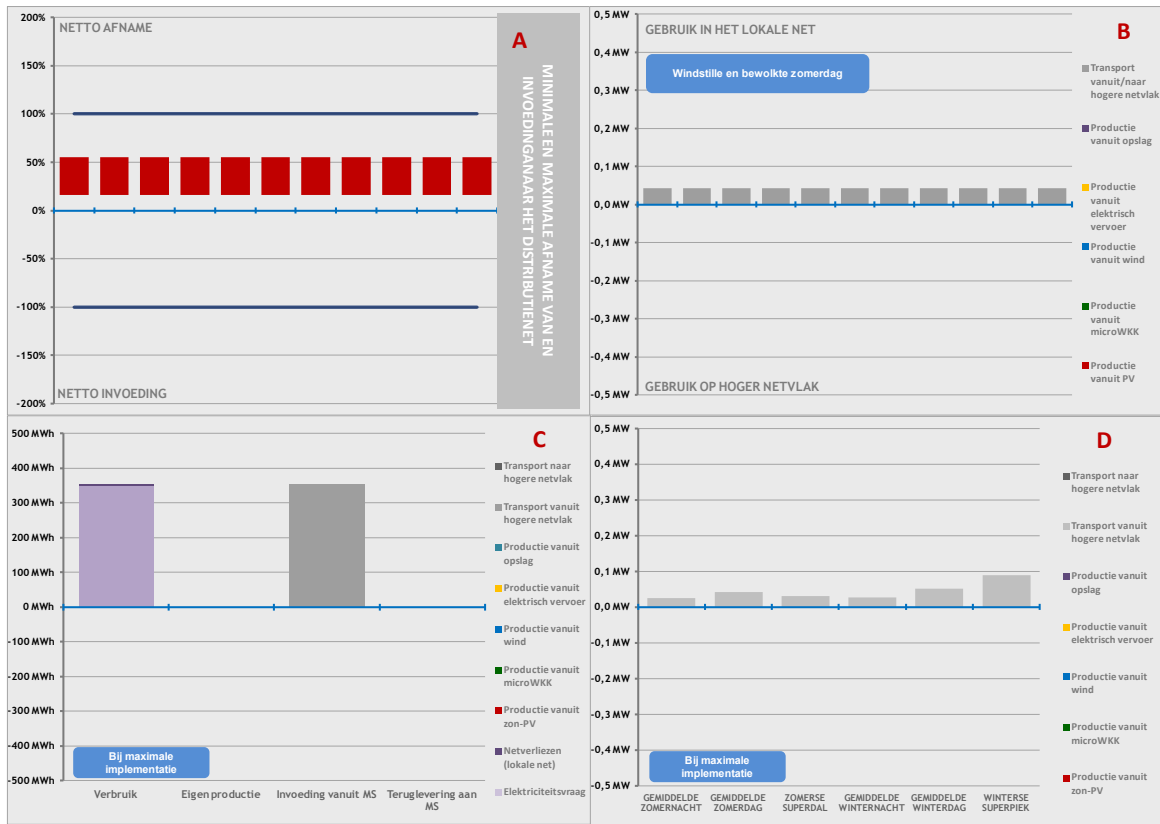 200%
150%
100%
50%
0%
-50%
-100%
-150%
-200%
NETTO AFNAME
NETTO INVOEDING
A
MINIMALE EN MAXIMALE AFNAME VAN EN
INVOEDINGANAAR HET DISTRIBUTIENET
0,5 MW
0,4 MW
0,3 MW
0,2 MW
0,1 MW
0,0 MW
-0,1 MW
-0,2 MW
-0,3 MW
-0,4 MW
-0,5 MW
GEBRUIK IN HET LOKALE NET
Windstille en bewolkte zomerdag
GEBRUIK OP HOGER NETVLAK
B
Transport
vanuit/naar
hogere netvlak
Productie
vanuit opslag
Productie
vanuit
elektrisch
vervoer
Productie
vanuit wind
Productie
vanuit
microWKK
Productie
vanuit PV
500 MWh
400 MWh
300 MWh
200 MWh
100 MWh
0 MWh
-100 MWh
-200 MWh
-300 MWh
-400 MWh
-500 MWh
Bij maximale
implementatie
Verbruik
Eigen productie
Invoeding vanuit MS
Teruglevering aan
MS
C
Transport naar
hogere netvlak
Transport vanuit
hogere netvlak
Productie vanuit
opslag
Productie vanuit
elektrisch vervoer
Productie vanuit
wind
Productie vanuit
microWKK
Productie vanuit
zon-PV
Netverliezen
(lokale net)
Elektriciteitsvraag
0,5 MW
0,4 MW
0,3 MW
0,2 MW
0,1 MW
0,0 MW
-0,1 MW
-0,2 MW
-0,3 MW
-0,4 MW
-0,5 MW
Bij maximale
implementatie
GEMIDDELDE
ZOMERNACHT
GEMIDDELDE
ZOMERDAG
ZOMERSE
SUPERDAL
GEMIDDELDE
WINTERNACHT
GEMIDDELDE
WINTERDAG
WINTERSE
SUPERPIEK
D
Transport naar
hogere netvlak
Transport vanuit
hogere netvlak
Productie vanuit
opslag
Productie vanuit
elektrisch vervoer
Productie vanuit
wind
Productie vanuit
microWKK
Productie vanuit
zon-PV